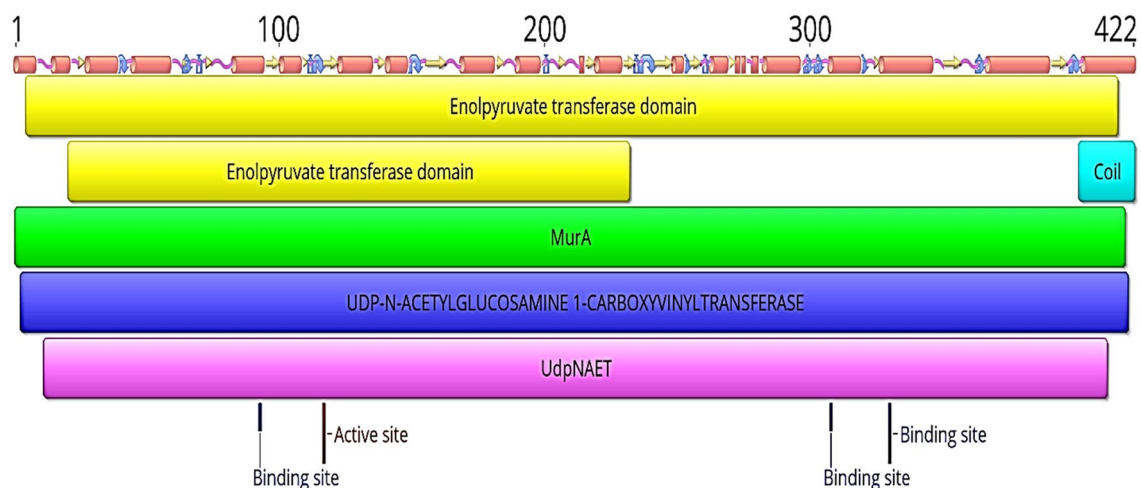 1 100 200 300 422
Enolpyruvate transferase domain
Enolpyruvate transferase domain Coil
MurA
UDP-N-ACETYLGLUCOSAMINE 1-CARBOXYVINYLTRANSFERASE
UdpNAET
Active site Binding site
Binding site Binding site